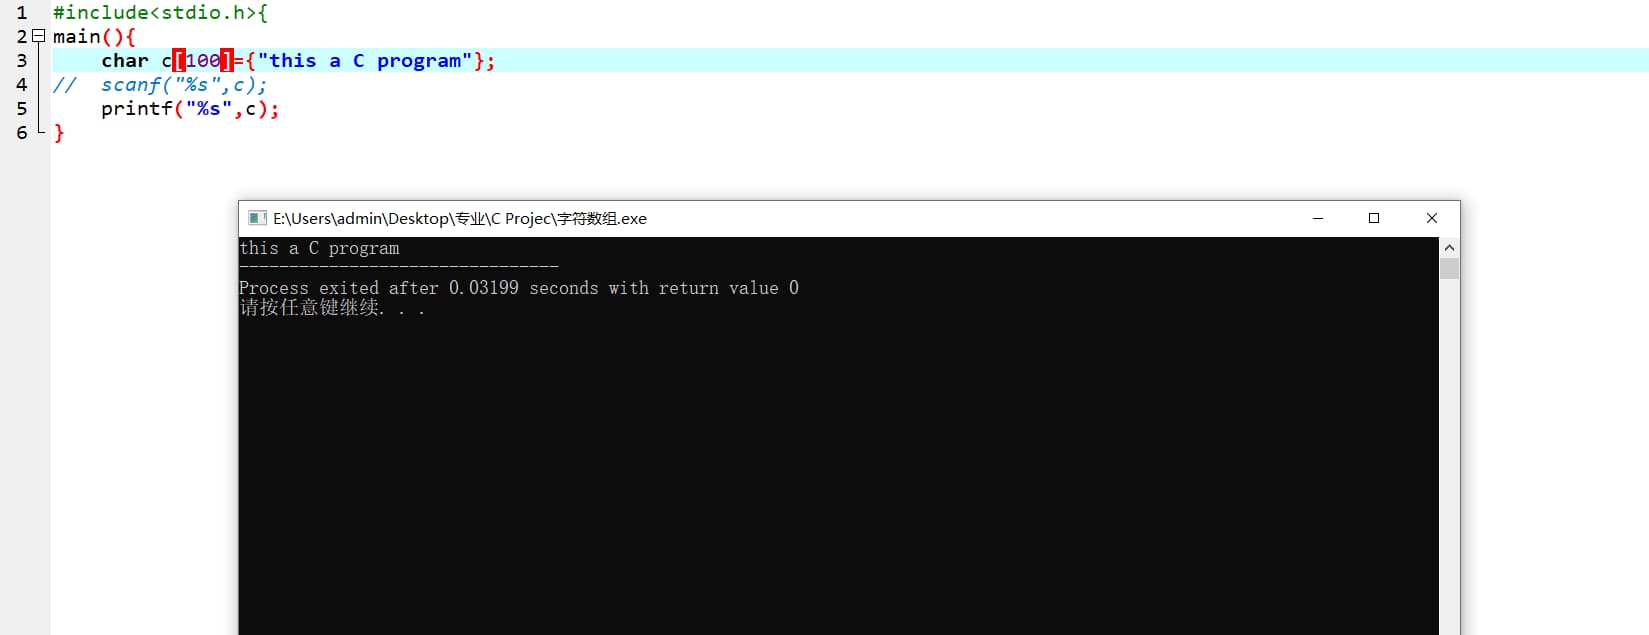 1 #include<stdio.h>{
2 main(){
3 char c[100]={"this a C program"};
4 // scanf("%s",c);
5 printf("%s",c);
6 }
E:\Users\admin\Desktop\专业\C Projec\字符数组.exe
this a C program
--------------------------------
Process exited after 0.03199 seconds with return value 0
请按任意键继续. . .